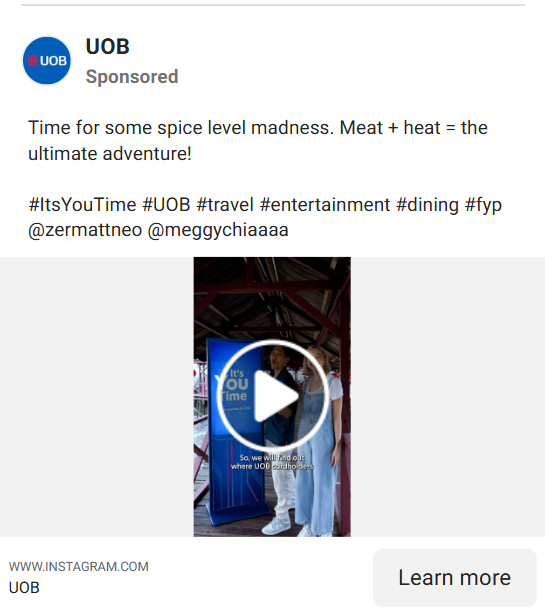 UOB
UOB
Sponsored
Time for some spice level madness. Meat + heat = the
ultimate adventure!
#ItsYouTime #UOB #travel #entertainment #dining #fyp
@zermattneo @meggychiaaaa
It's
YOU
Time
So, we will find out
where UOB cardholders
WWW.INSTAGRAM.COM
UOB
Learn more